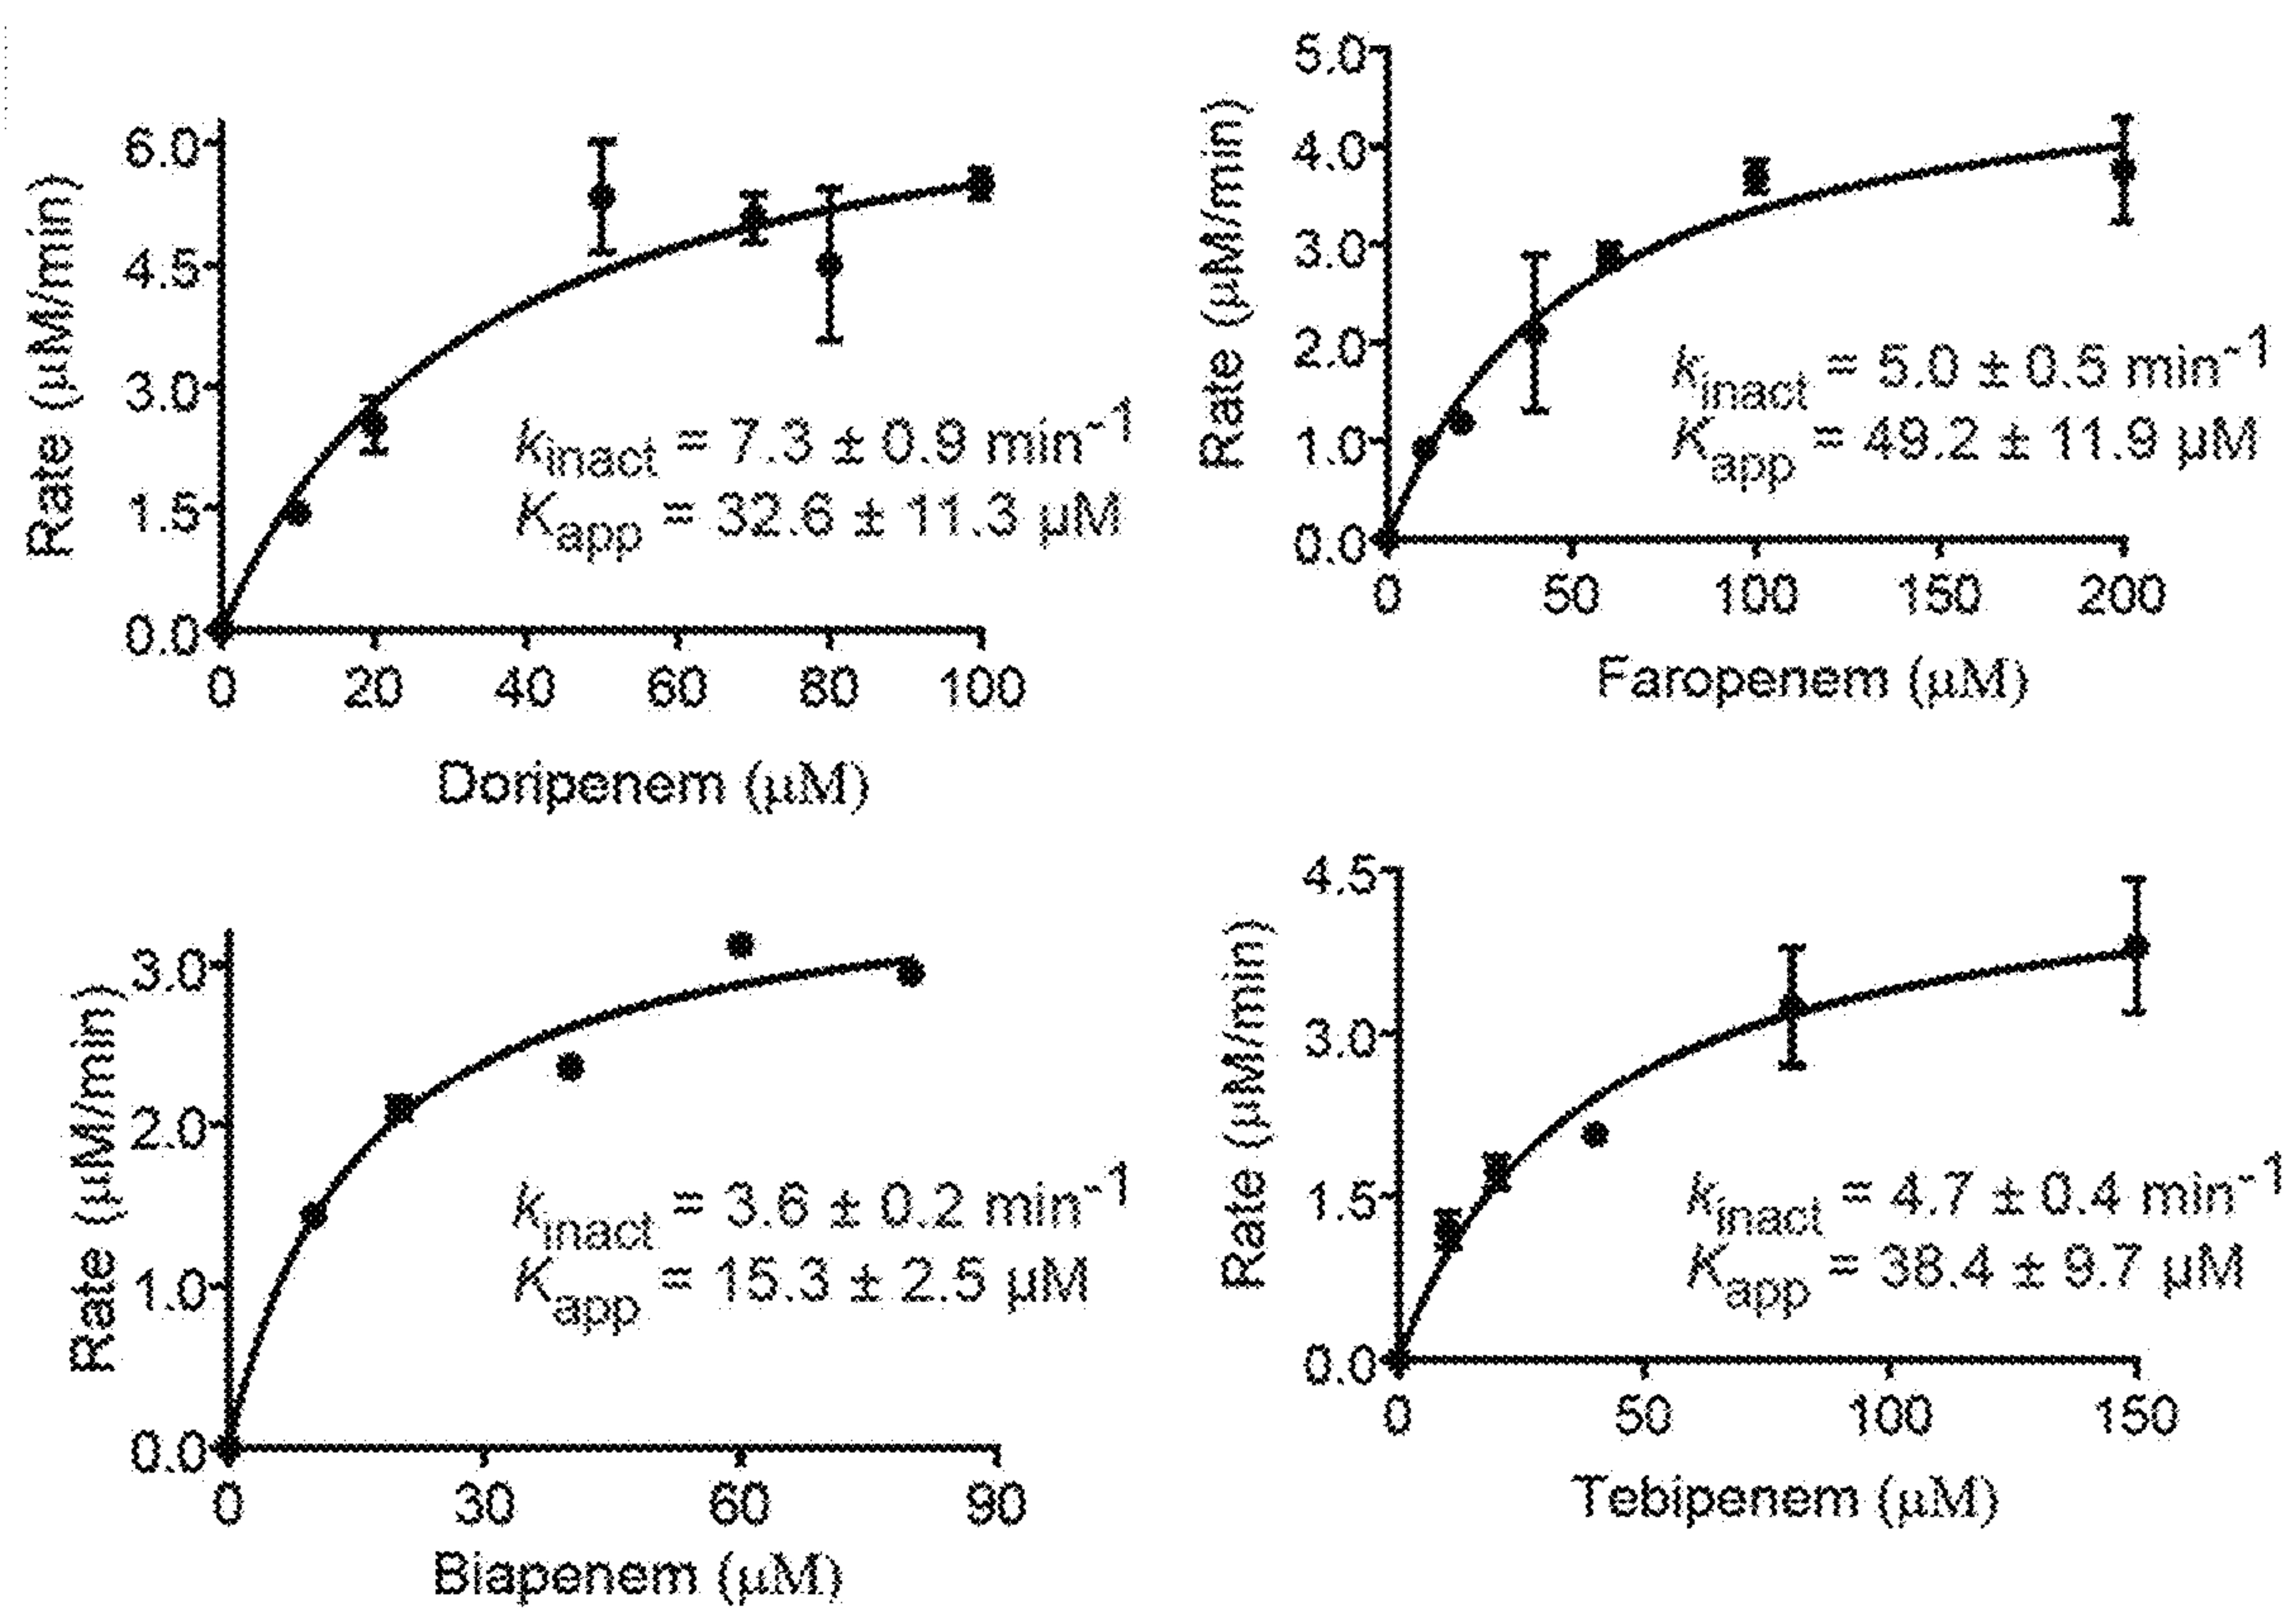 Rate (μM/min)
6.0
4.5
3.0
1.5
0.0
kinact = 7.3 ± 0.9 min-1
Kapp = 32.6 ± 11.3 μM
0 20 40 60 80 100
Doripenem (μM)
Rate (μM/min)
5.0
4.0
3.0
2.0
1.0
0.0
kinact = 5.0 ± 0.5 min-1
Kapp = 49.2 ± 11.9 μM
0 50 100 150 200
Faropenem (μM)
Rate (μM/min)
3.0
2.0
1.0
0.0
kinact = 3.6 ± 0.2 min-1
Kapp = 15.3 ± 2.5 μM
0 30 60 90
Biapenem (μM)
Rate (μM/min)
4.5
3.0
1.5
0.0
kinact = 4.7 ± 0.4 min-1
Kapp = 38.4 ± 9.7 μM
0 50 100 150
Tebipenem (μM)